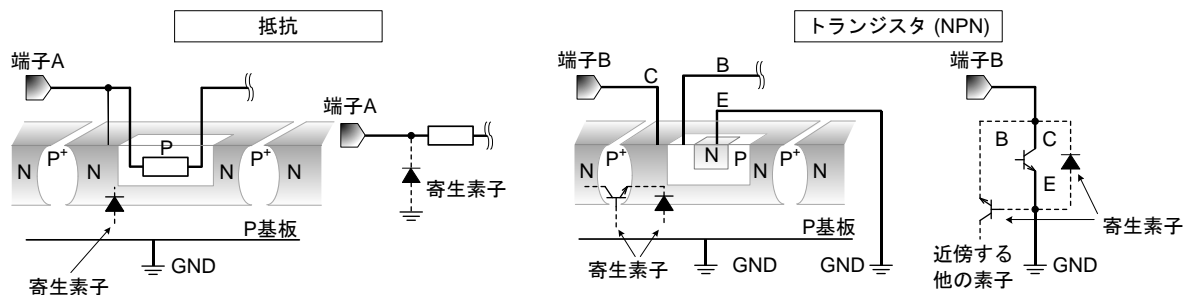 抵抗
端子A
P
N P+ N N P+ N
P基板
GND
寄生素子
端子A
寄生素子
トランジスタ (NPN)
端子B
C
B
E
N P+ N N P N P+ N
P基板
GND
GND
寄生素子
端子B
B C
E
寄生素子
近傍する
他の素子
GND